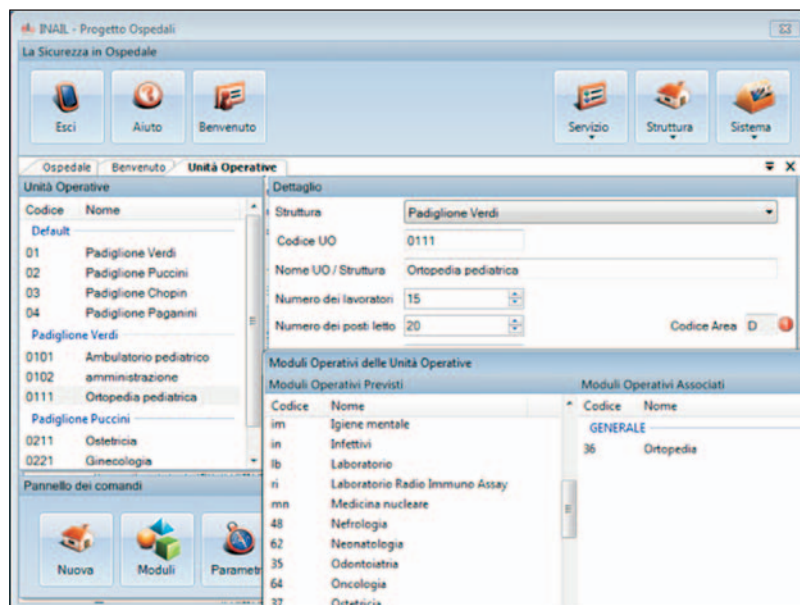 INAIL - Progetto Ospedali
La Sicurezza in Ospedale
Esci
Aiuto
Benvenuto
Servizio
Struttura
Sistema
Ospedale
Benvenuto
Unità Operative
Unità Operative
Codice Nome
Default
01 Padiglione Verdi
02 Padiglione Puccini
03 Padiglione Chopin
04 Padiglione Paganini
Padiglione Verdi
0101 Ambulatorio pediatrico
0102 amministrazione
0111 Ortopedia pediatrica
Padiglione Puccini
0211 Ostetricia
0221 Ginecologia
Pannello dei comandi
Nuova
Moduli
Parametr
Dettaglio
Struttura Padiglione Verdi
Codice UO 0111
Nome UO / Struttura Ortopedia pediatrica
Numero dei lavoratori 15
Numero dei posti letto 20 Codice Area D
Moduli Operativi delle Unità Operative
Moduli Operativi Previsti
Codice Nome
im Igiene mentale
in Infettivi
lb Laboratorio
ri Laboratorio Radio Immuno Assay
mn Medicina nucleare
48 Nefrologia
62 Neonatologia
35 Odontoiatria
64 Oncologia
37 Ostetricia
Moduli Operativi Associati
Codice Nome
GENERALE
36 Ortopedia